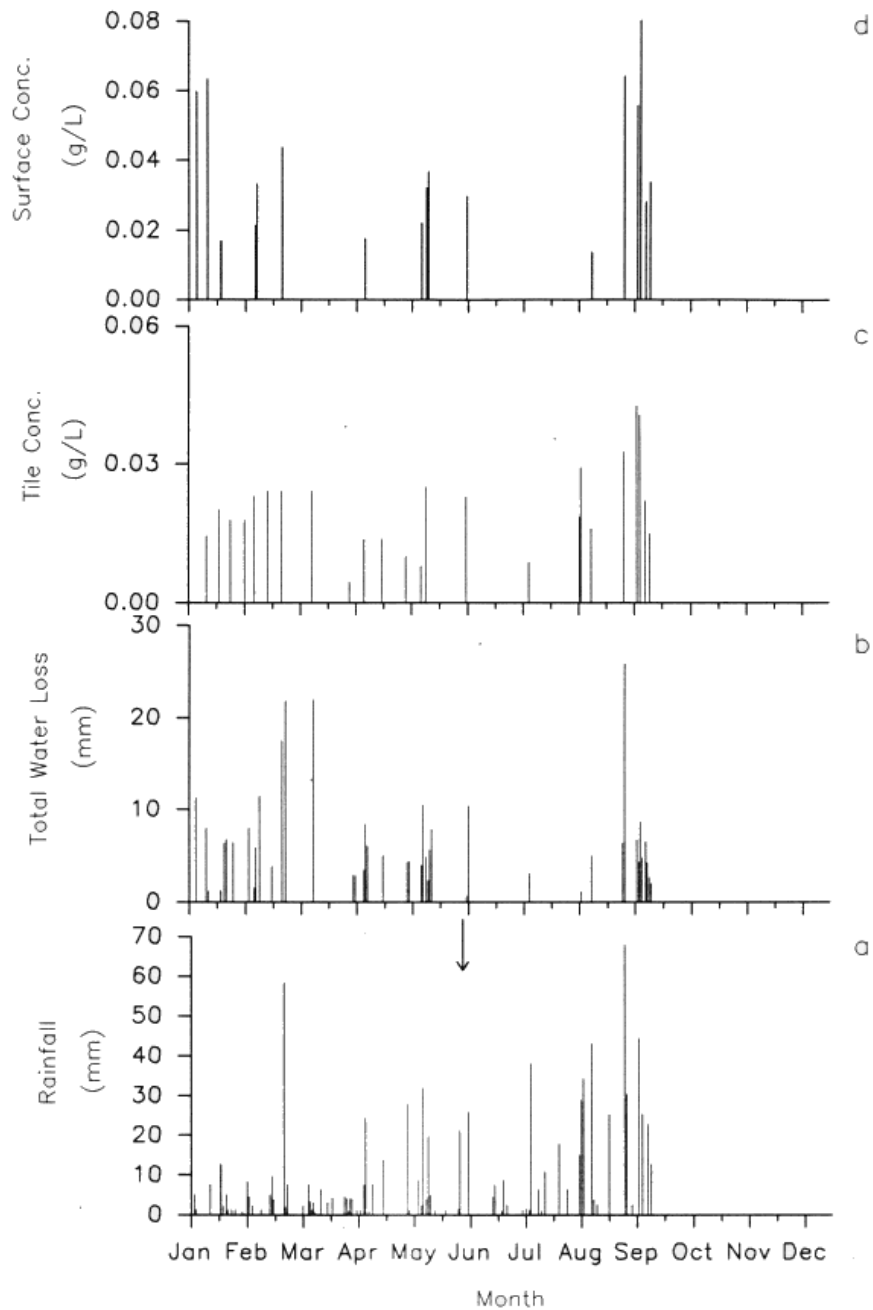 d
0.08
0.06
0.04
0.02
0.00
Surface Conc.
(g/L)
c
0.06
0.03
0.00
Tile Conc.
(g/L)
b
30
20
10
0
Total Water Loss
(mm)
a
70
60
50
40
30
20
10
0
Rainfall
(mm)
Jan Feb Mar Apr May Jun Jul Aug Sep Oct Nov Dec
Month